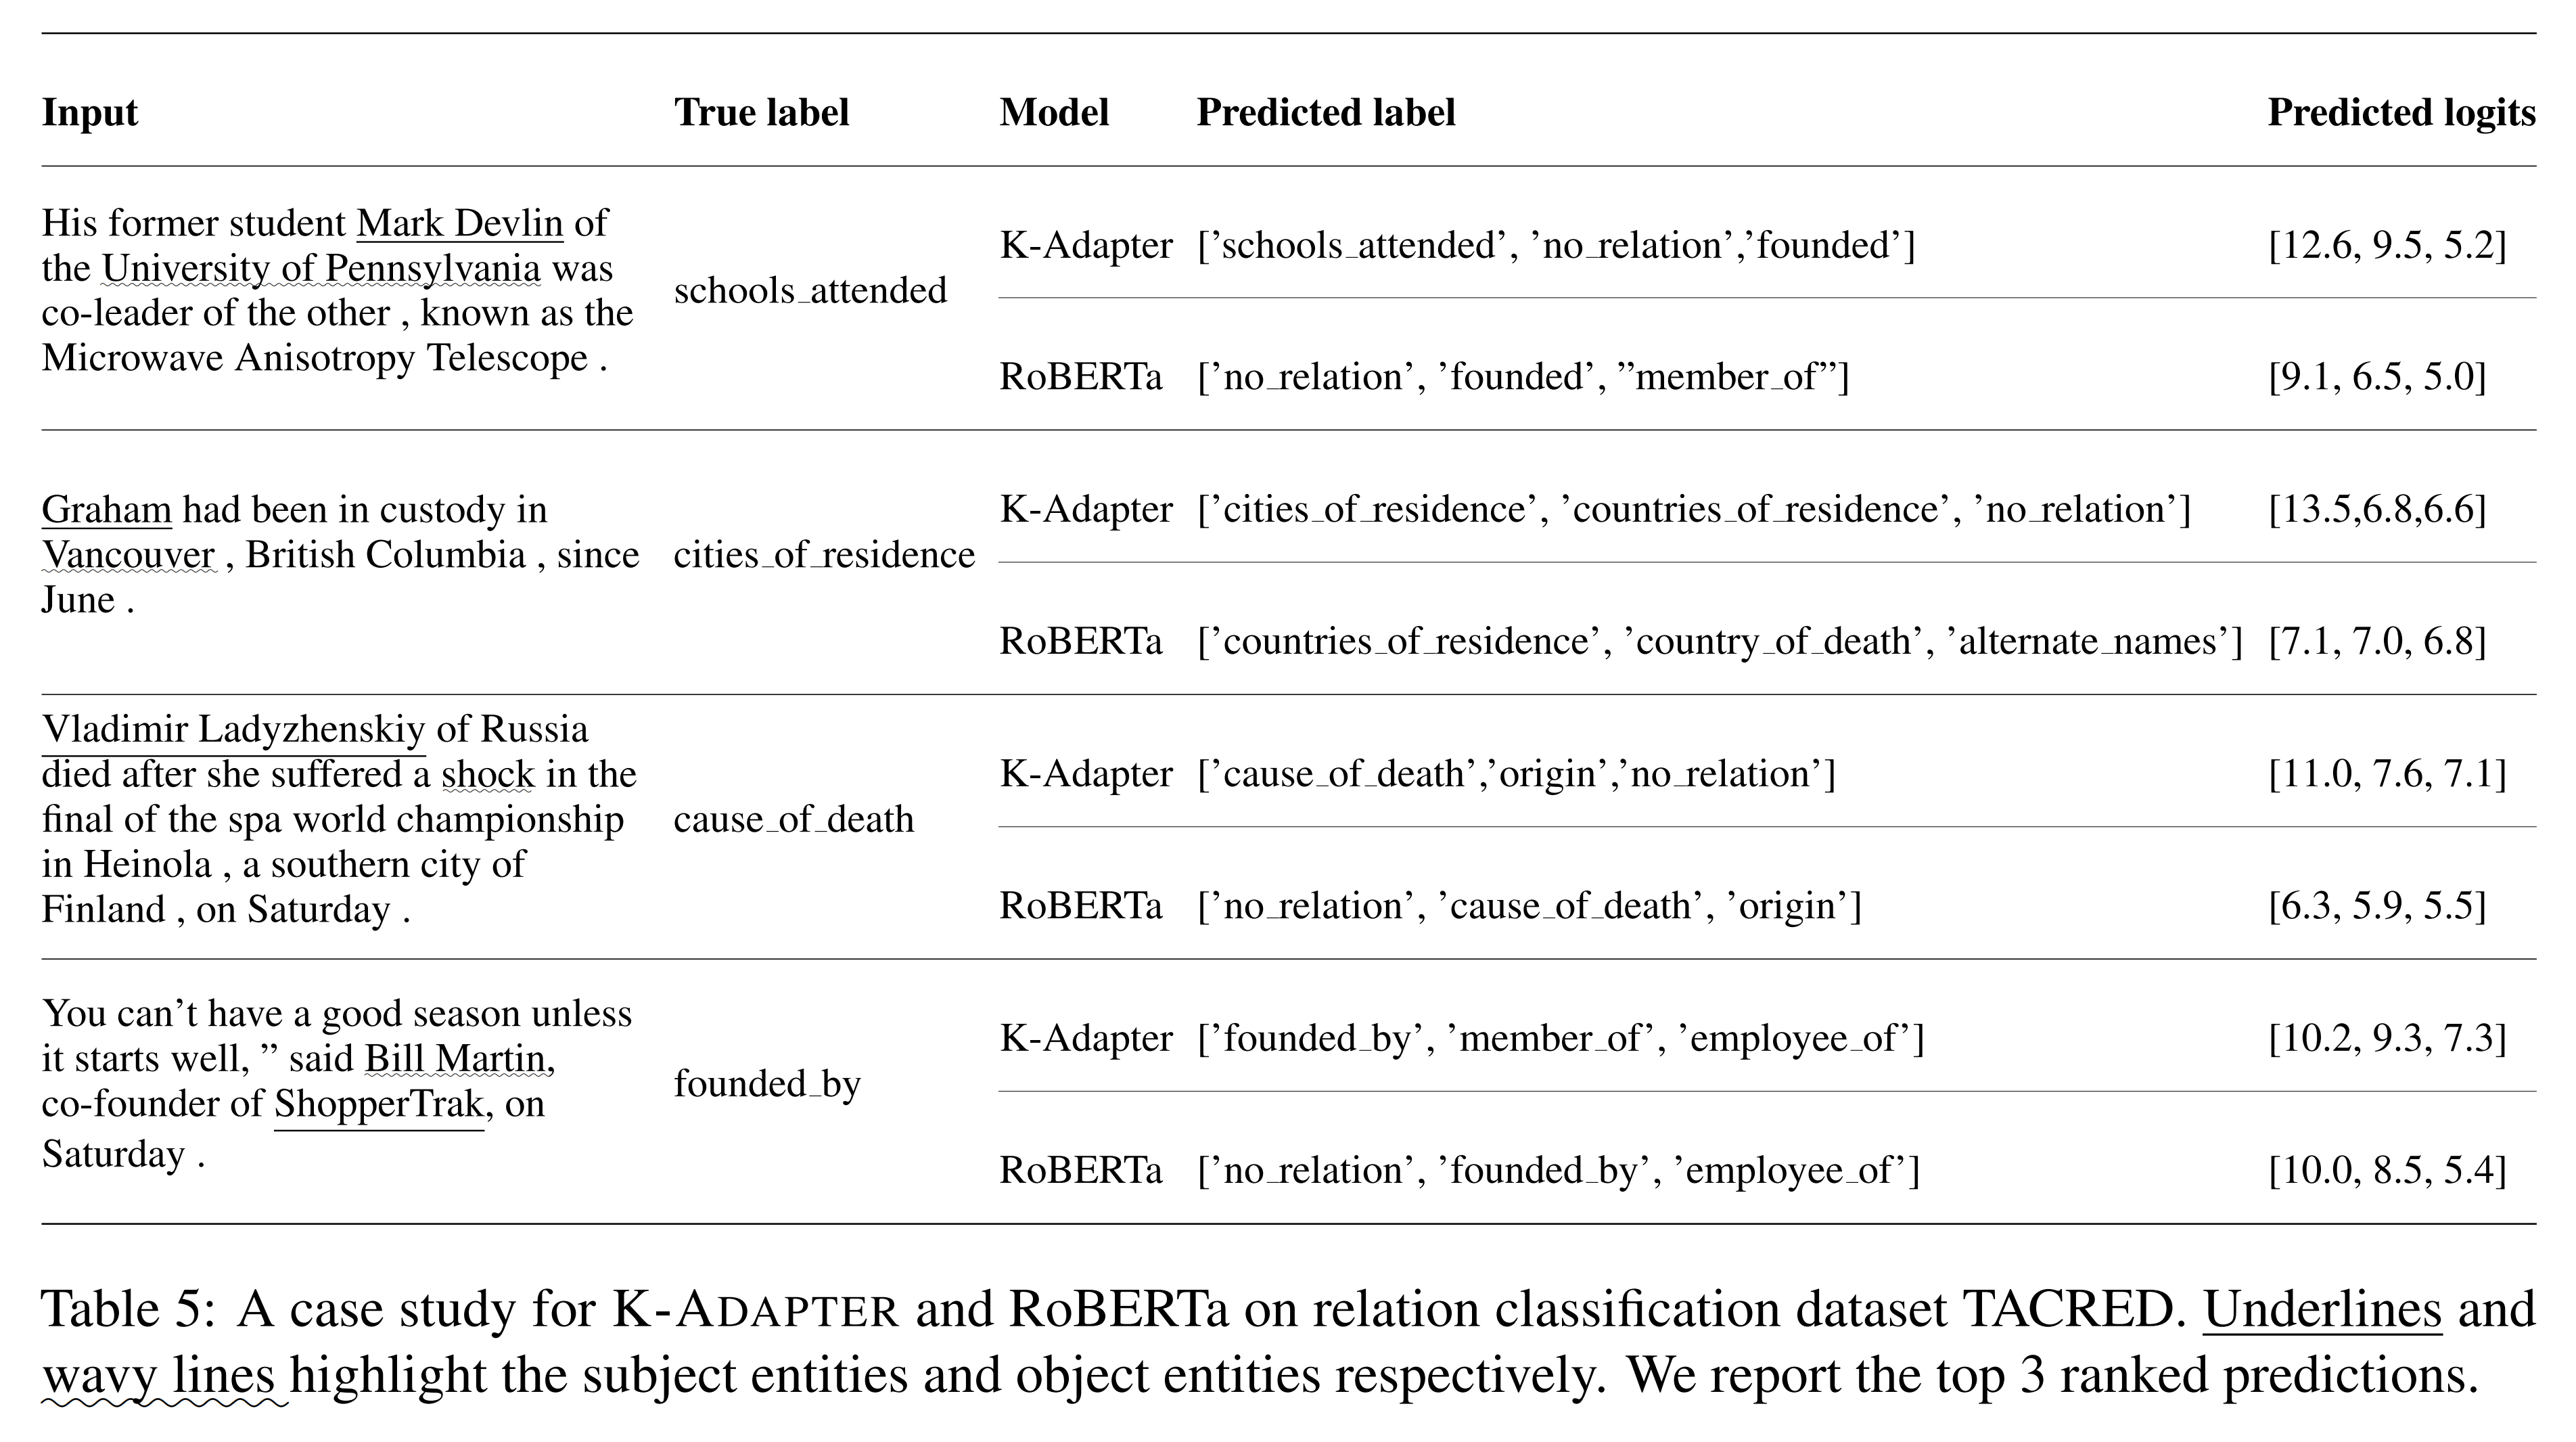 Input True label Model Predicted label Predicted logits
His former student Mark Devlin of
the University of Pennsylvania was
co-leader of the other , known as the
Microwave Anisotropy Telescope .
schools_attended
K-Adapter ['schools_attended', 'no_relation','founded'] [12.6, 9.5, 5.2]
RoBERTa ['no_relation', 'founded', ”member_of”] [9.1, 6.5, 5.0]
Graham had been in custody in
Vancouver , British Columbia , since
June .
cities_of_residence
K-Adapter ['cities_of_residence', 'countries_of_residence', 'no_relation'] [13.5,6.8,6.6]
RoBERTa ['countries_of_residence', 'country_of_death', 'alternate_names'] [7.1, 7.0, 6.8]
Vladimir Ladyzhenskiy of Russia
died after she suffered a shock in the
final of the spa world championship
in Heinola , a southern city of
Finland , on Saturday .
cause_of_death
K-Adapter ['cause_of_death','origin','no_relation'] [11.0, 7.6, 7.1]
RoBERTa ['no_relation', 'cause_of_death', 'origin'] [6.3, 5.9, 5.5]
You can't have a good season unless
it starts well, ” said Bill Martin,
co-founder of ShopperTrak, on
Saturday .
founded_by
K-Adapter ['founded_by', 'member_of', 'employee_of'] [10.2, 9.3, 7.3]
RoBERTa ['no_relation', 'founded_by', 'employee_of'] [10.0, 8.5, 5.4]
Table 5: A case study for K-ADAPTER and RoBERTa on relation classification dataset TACRED. Underlines and
wavy lines highlight the subject entities and object entities respectively. We report the top 3 ranked predictions.